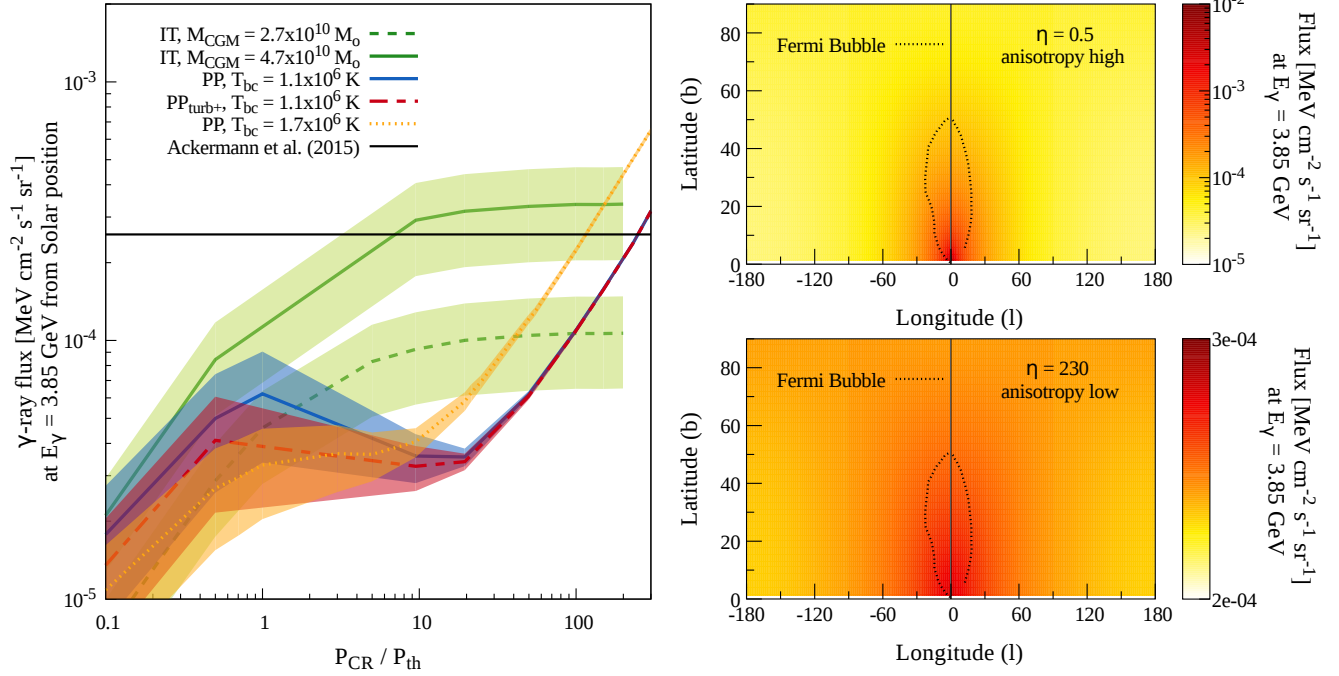 IT, M_CGM = 2.7x10^10 M_o
IT, M_CGM = 4.7x10^10 M_o
PP, T_bc = 1.1x10^6 K
PP_turb+, T_bc = 1.1x10^6 K
PP, T_bc = 1.7x10^6 K
Ackermann et al. (2015)
10^-3
10^-4
10^-5
0.1
1
10
100
P_CR / P_th
γ-ray flux [MeV cm^-2 s^-1 sr^-1]
at E_γ = 3.85 GeV from Solar position
Fermi Bubble
η = 0.5
anisotropy high
80
60
40
20
0
-180
-120
-60
0
60
120
180
Latitude (b)
Longitude (l)
10^-2
10^-3
10^-4
10^-5
Flux [MeV cm^-2 s^-1 sr^-1]
at E_γ = 3.85 GeV
Fermi Bubble
η = 230
anisotropy low
80
60
40
20
0
-180
-120
-60
0
60
120
180
Latitude (b)
Longitude (l)
3e-04
2e-04
Flux [MeV cm^-2 s^-1 sr^-1]
at E_γ = 3.85 GeV